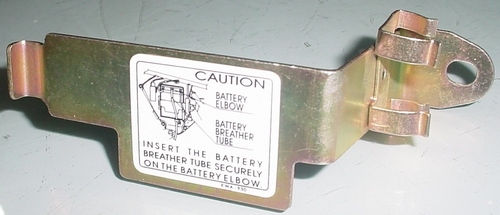 CAUTION
BATTERY
ELBOW
BATTERY
BREATHER
TUBE
INSERT THE BATTERY
BREATHER TUBE SECURELY
ON THE BATTERY ELBOW